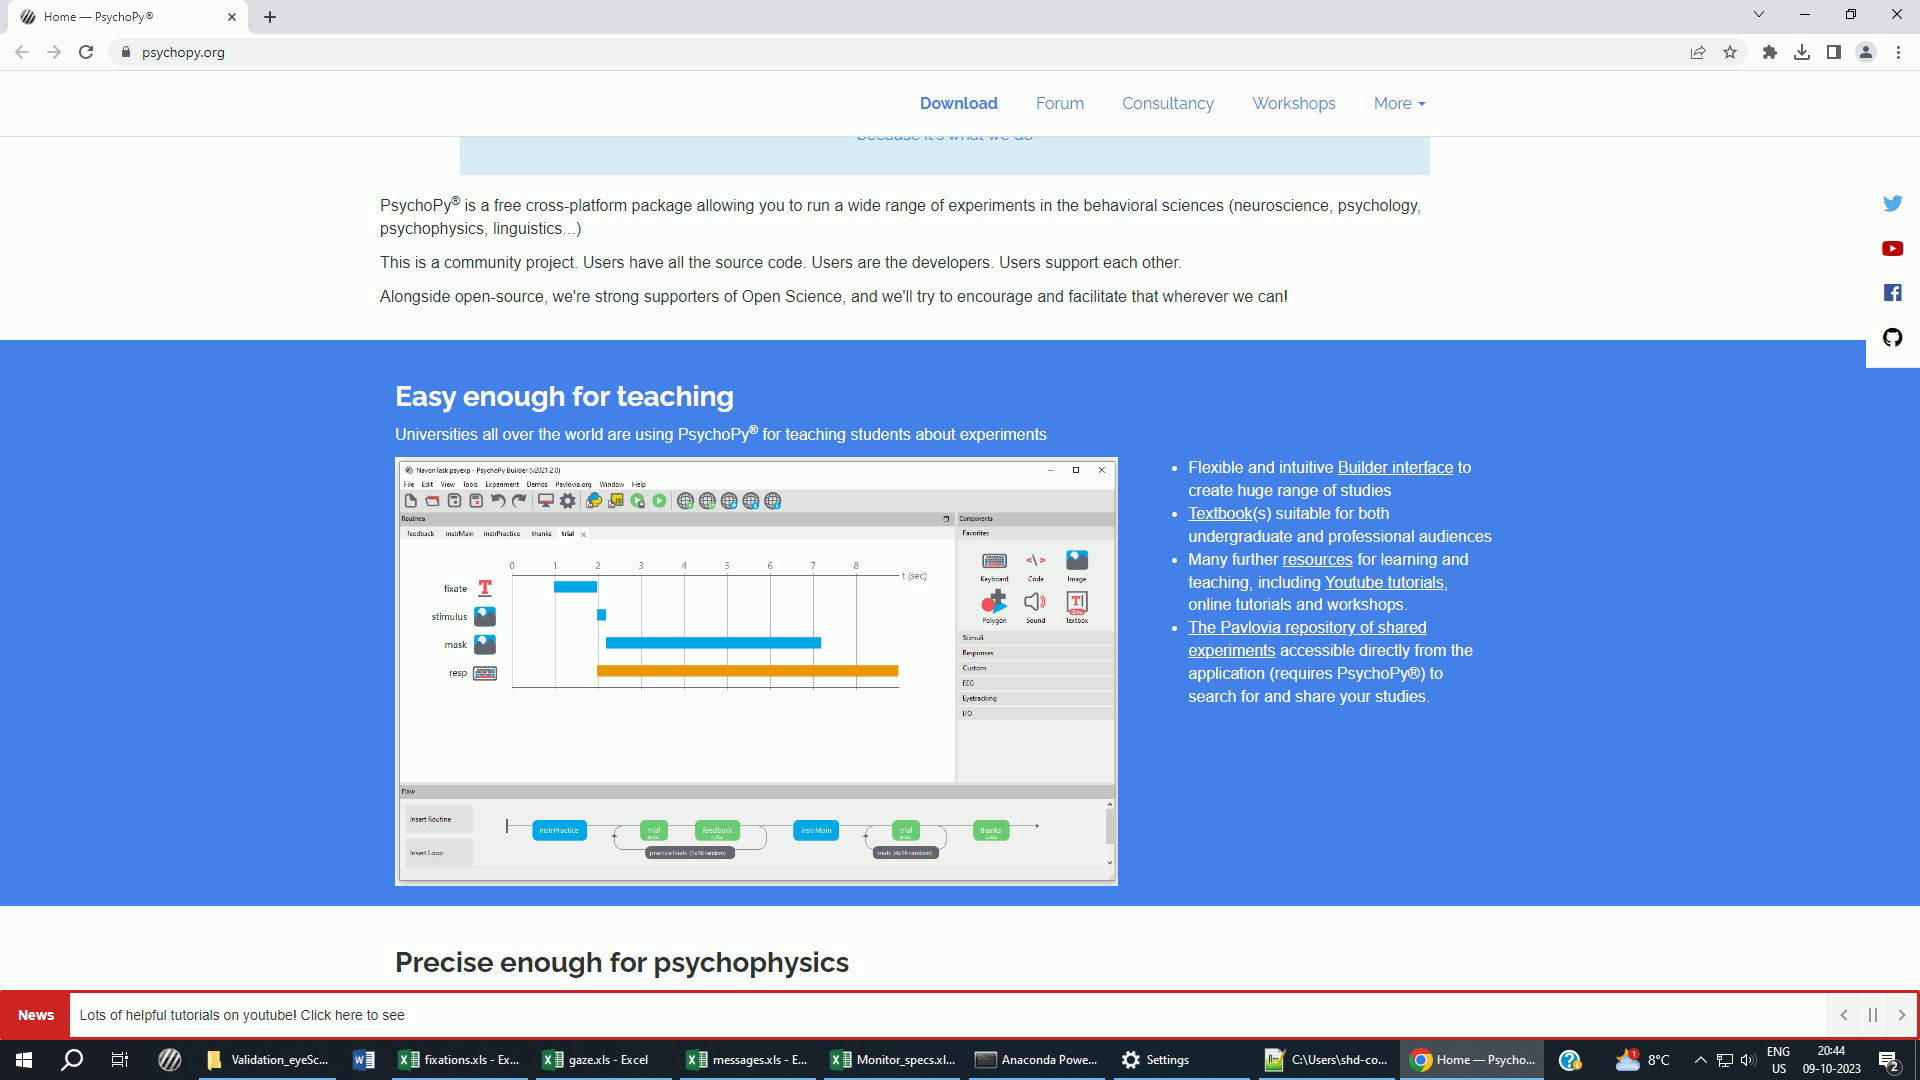 Home — PsychoPy®
psychopy.org
Download Forum Consultancy Workshops More
because it's what we do
PsychoPy® is a free cross-platform package allowing you to run a wide range of experiments in the behavioral sciences (neuroscience, psychology,
psychophysics, linguistics...)
This is a community project. Users have all the source code. Users are the developers. Users support each other.
Alongside open-source, we're strong supporters of Open Science, and we'll try to encourage and facilitate that wherever we can!
Easy enough for teaching
Universities all over the world are using PsychoPy® for teaching students about experiments
NavonTask.psyexp - PsychoPy Builder (v2021.2.0)
File Edit View Tools Experiment Demos Pavlovia.org Window Help
Routines
feedback instrMain instrPractice thanks trial
0 1 2 3 4 5 6 7 8
t (sec)
fixate
stimulus
mask
resp
Components
Favorites
Keyboard Code Image
Polygon Sound Textbox
Stimuli
Responses
Custom
EEG
Eyetracking
I/O
Flow
Insert Routine
Insert Loop
instrPractice trial feedback instrMain trial thanks
practiceTrials (1x16 random) trials (4x16 random)
Flexible and intuitive Builder interface to
create huge range of studies
Textbook(s) suitable for both
undergraduate and professional audiences
Many further resources for learning and
teaching, including Youtube tutorials,
online tutorials and workshops.
The Pavlovia repository of shared
experiments accessible directly from the
application (requires PsychoPy®) to
search for and share your studies.
Precise enough for psychophysics
News
Lots of helpful tutorials on youtube! Click here to see
Validation_eyeSc...
fixations.xls - Ex...
gaze.xls - Excel
messages.xls - E...
Monitor_specs.xl...
Anaconda Powe...
Settings
C:\Users\shd-co...
Home — Psycho...
1
8°C
ENG
US
20:44
09-10-2023
2